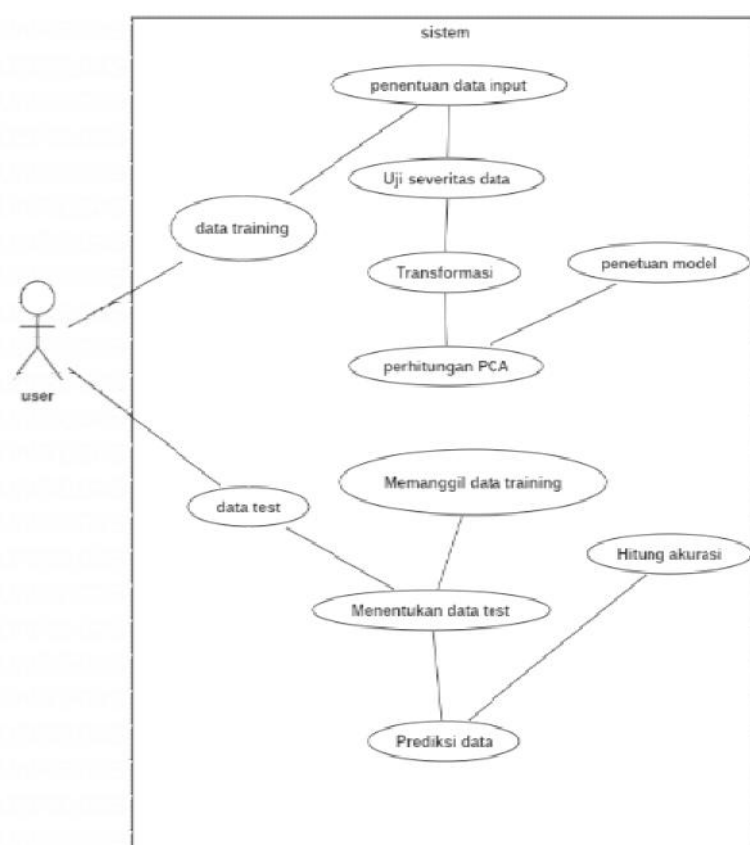 sistem
penentuan data input
Uji severitas data
data training
Transformasi
penetuan model
perhitungan PCA
user
Memanggil data training
data test
Hitung akurasi
Menentukan data test
Prediksi data